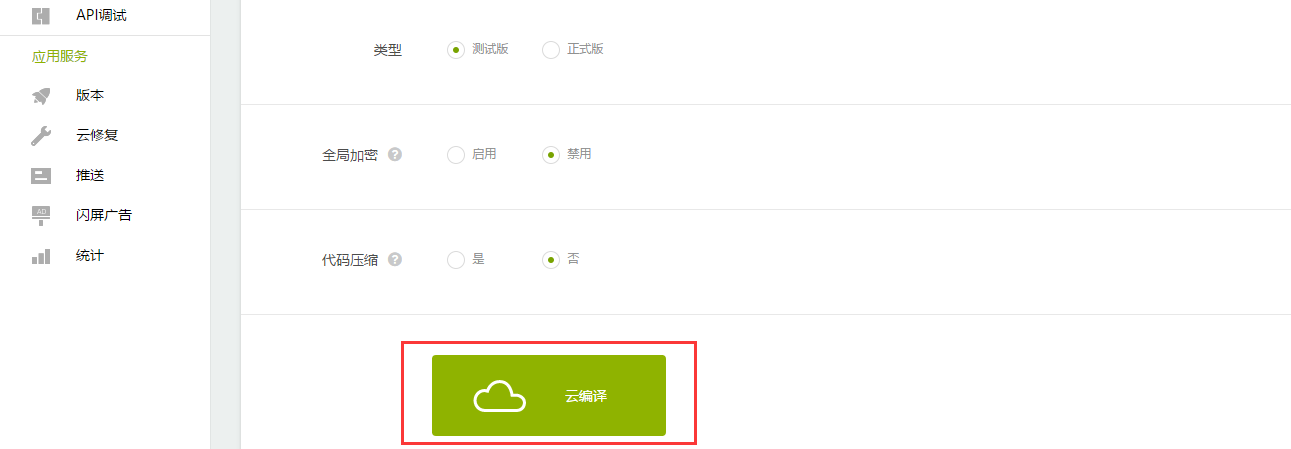 API调试
应用服务
版本
云修复
推送
AD
闪屏广告
统计
类型 测试版 正式版
全局加密 ? 启用 禁用
代码压缩 ? 是 否
云编译